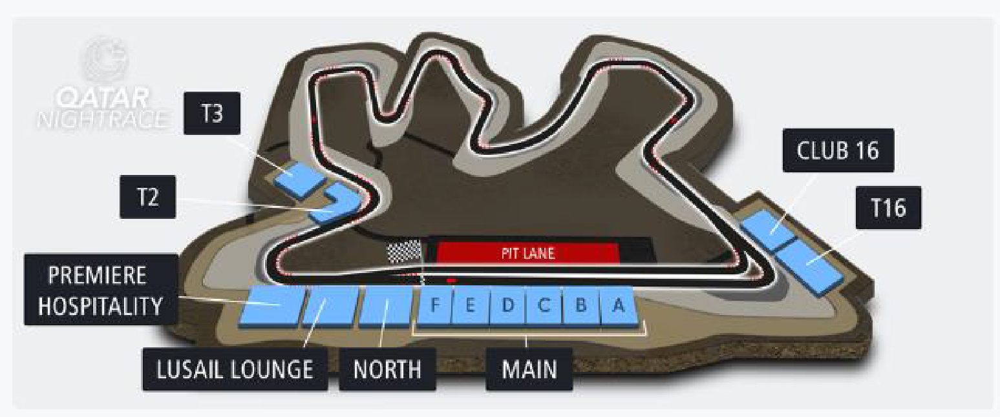 QATAR
NIGHTRACE
T3
CLUB 16
T2
T16
PIT LANE
PREMIERE
HOSPITALITY
F E D C B A
LUSAIL LOUNGE
NORTH
MAIN